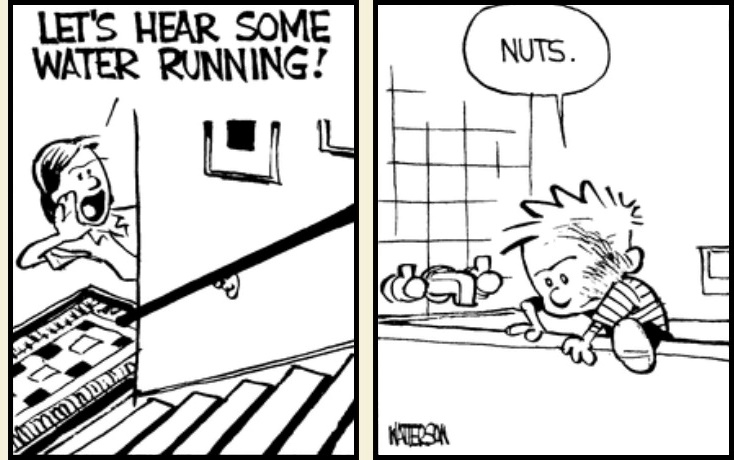 LET'S HEAR SOME
WATER RUNNING!
NUTS.
WATTERSON